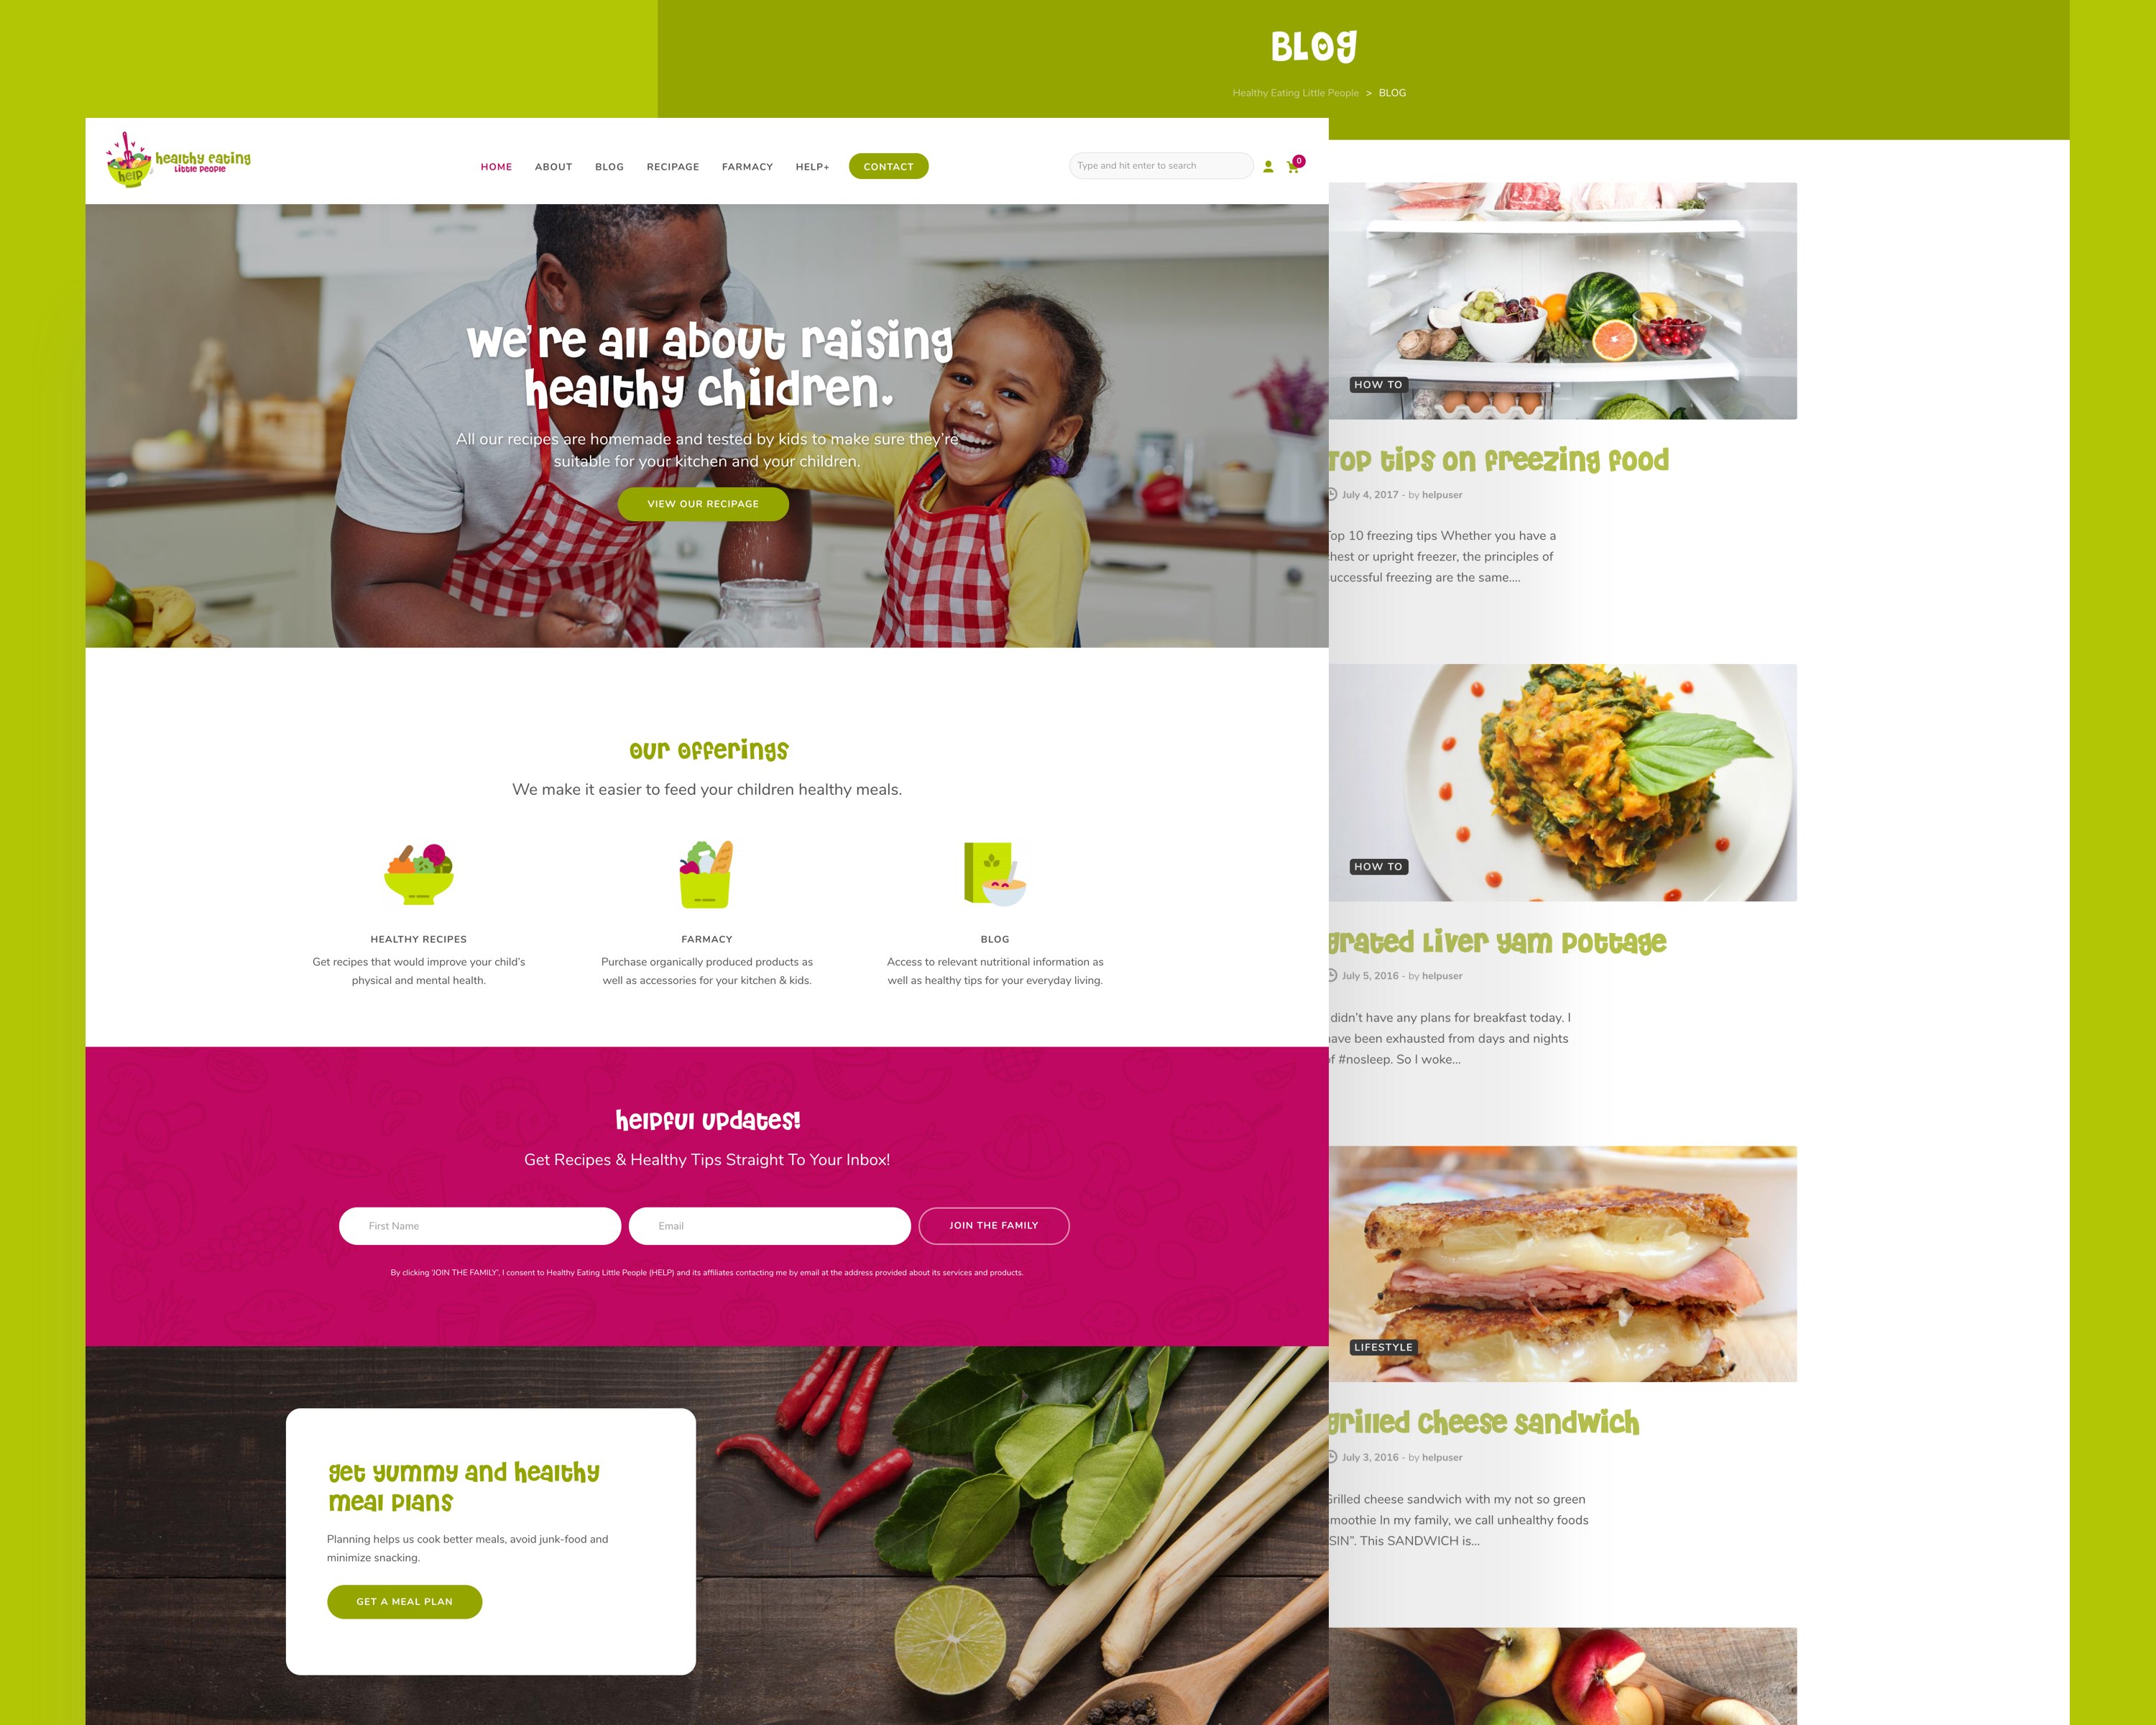 BLOG
Healthy Eating Little People > BLOG
help
healthy eating
Little People
HOME
ABOUT
BLOG
RECIPAGE
FARMACY
HELP+
CONTACT
Type and hit enter to search
0
we're all about raising
healthy children.
All our recipes are homemade and tested by kids to make sure they're
suitable for your kitchen and your children.
VIEW OUR RECIPAGE
our offerings
We make it easier to feed your children healthy meals.
HEALTHY RECIPES
Get recipes that would improve your child's
physical and mental health.
FARMACY
Purchase organically produced products as
well as accessories for your kitchen & kids.
BLOG
Access to relevant nutritional information as
well as healthy tips for your everyday living.
helpful updates!
Get Recipes & Healthy Tips Straight To Your Inbox!
First Name
Email
JOIN THE FAMILY
By clicking 'JOIN THE FAMILY', I consent to Healthy Eating Little People (HELP) and its affiliates contacting me by email at the address provided about its services and products.
get yummy and healthy
meal plans
Planning helps us cook better meals, avoid junk-food and
minimize snacking.
GET A MEAL PLAN
HOW TO
Top tips on freezing food
July 4, 2017 - by helpuser
Top 10 freezing tips Whether you have a
chest or upright freezer, the principles of
successful freezing are the same....
HOW TO
grated Liver yam pottage
July 5, 2016 - by helpuser
didn't have any plans for breakfast today. I
have been exhausted from days and nights
of #nosleep. So I woke...
LIFESTYLE
grilled cheese sandwich
July 3, 2016 - by helpuser
Grilled cheese sandwich with my not so green
smoothie In my family, we call unhealthy foods
SIN". This SANDWICH is...